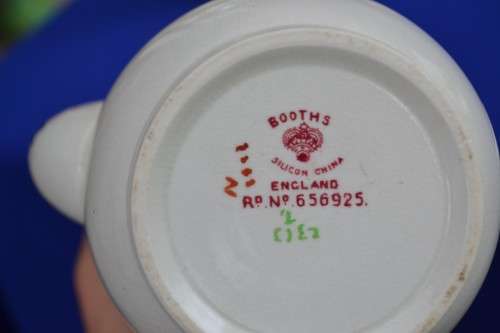 BOOTHS
SILICON CHINA
ENGLAND
RD. NO. 656925.